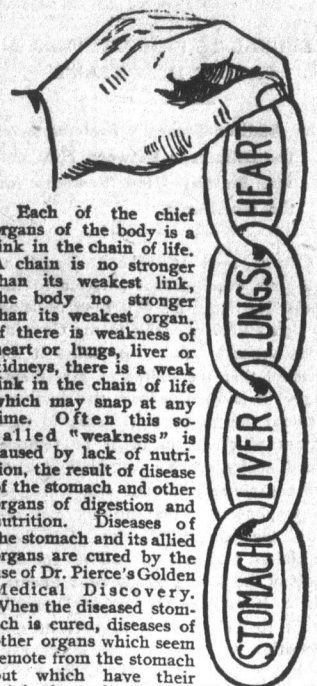 Each of the chief
organs of the body is a
link in the chain of life.
A chain is no stronger
than its weakest link,
the body no stronger
than its weakest organ.
If there is weakness of
heart or lungs, liver or
kidneys, there is a weak
link in the chain of life
which may snap at any
time. Often this so-
called "weakness" is
caused by lack of nutri-
tion, the result of disease
of the stomach and other
organs of digestion and
nutrition. Diseases of
the stomach and its allied
organs are cured by the
use of Dr. Pierce's Golden
Medical Discovery.
When the diseased stom-
ach is cured, diseases of
other organs which seem
remote from the stomach
but which have their
HEART
LUNGS
LIVER
STOMACH